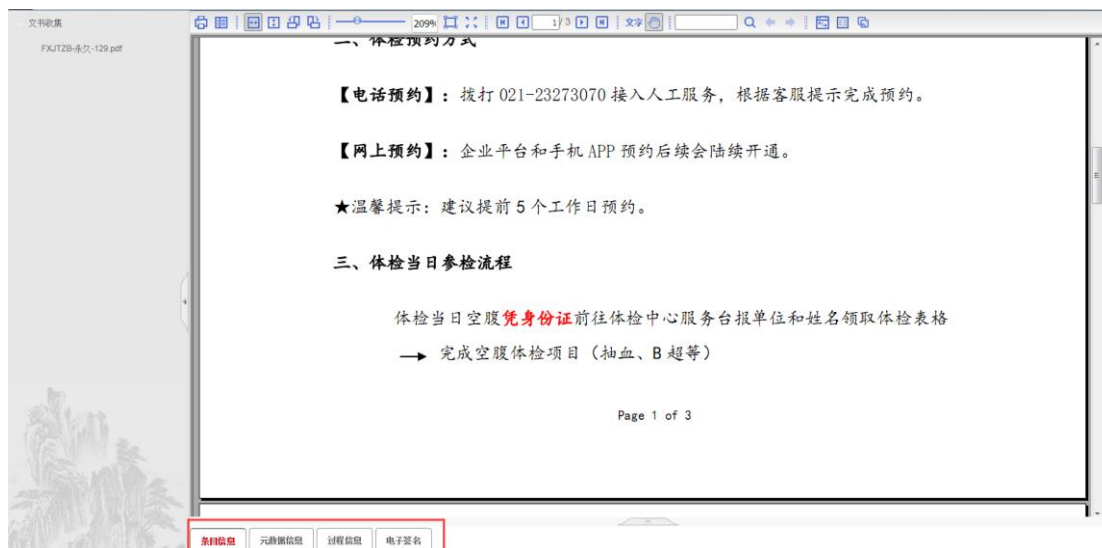 文书收集
FXJTZB-永久-129.pdf
209%
1/3
文字
二、体检预约方式
【电话预约】：拨打 021-23273070 接入人工服务，根据客服提示完成预约。
【网上预约】：企业平台和手机 APP 预约后续会陆续开通。
★温馨提示：建议提前 5 个工作日预约。
三、体检当日参检流程
体检当日空腹凭身份证前往体检中心服务台报单位和姓名领取体检表格
→ 完成空腹体检项目（抽血、B 超等）
Page 1 of 3
条目信息 元数据信息 过程信息 电子签名